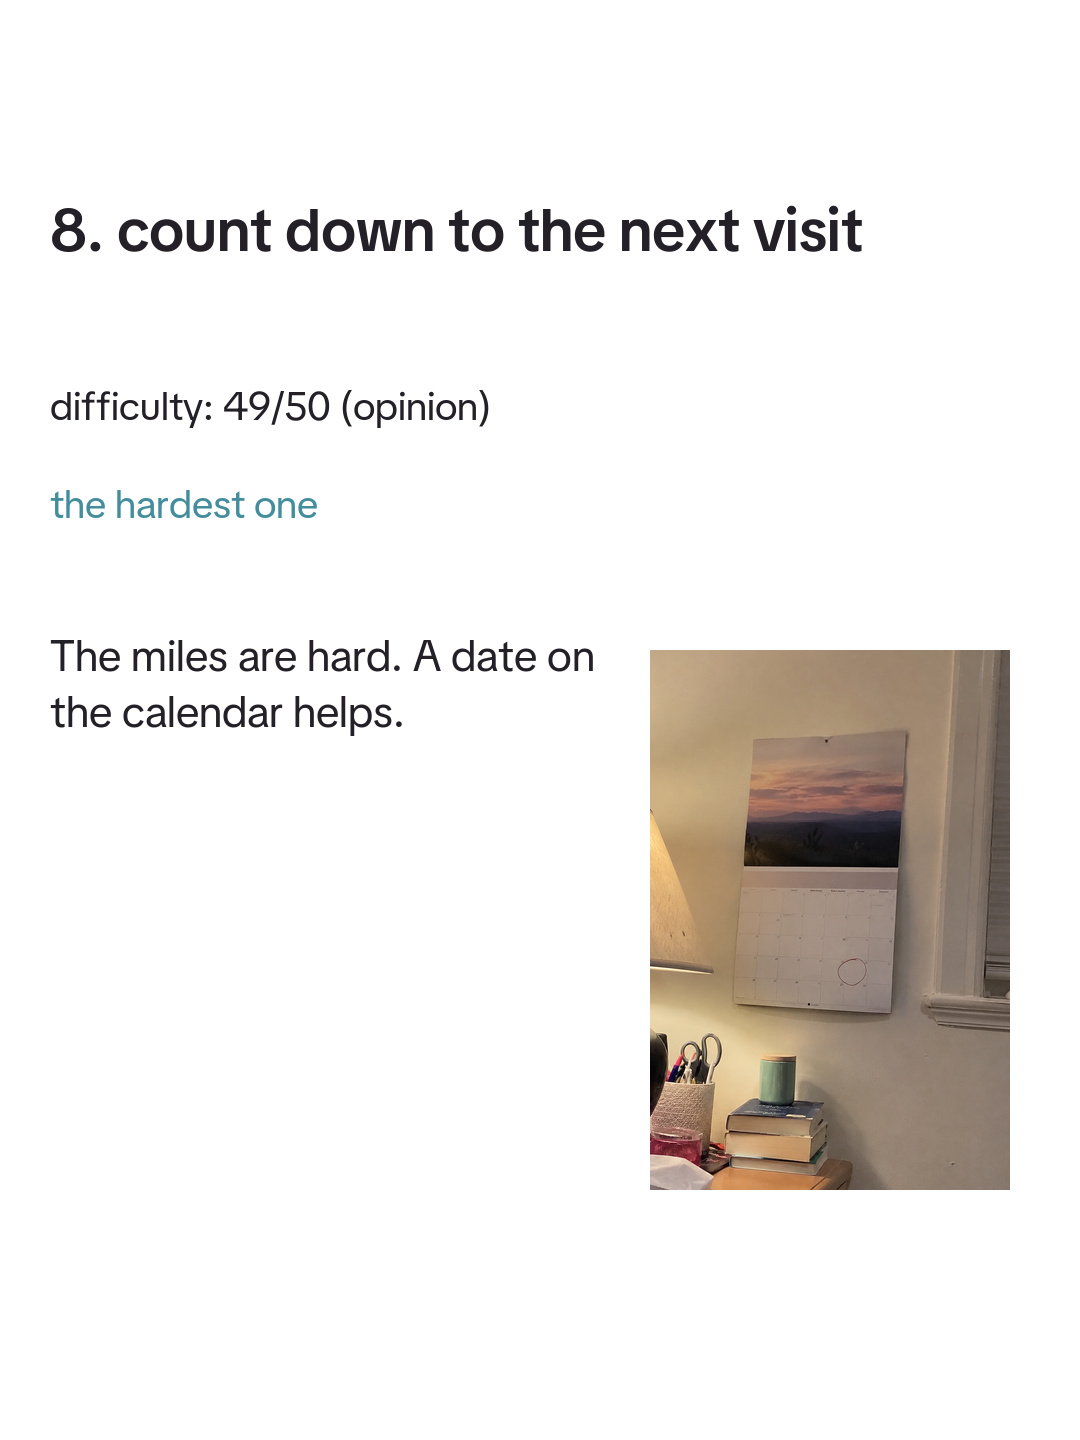 8. count down to the next visit
difficulty: 49/50 (opinion)
the hardest one
The miles are hard. A date on
the calendar helps.